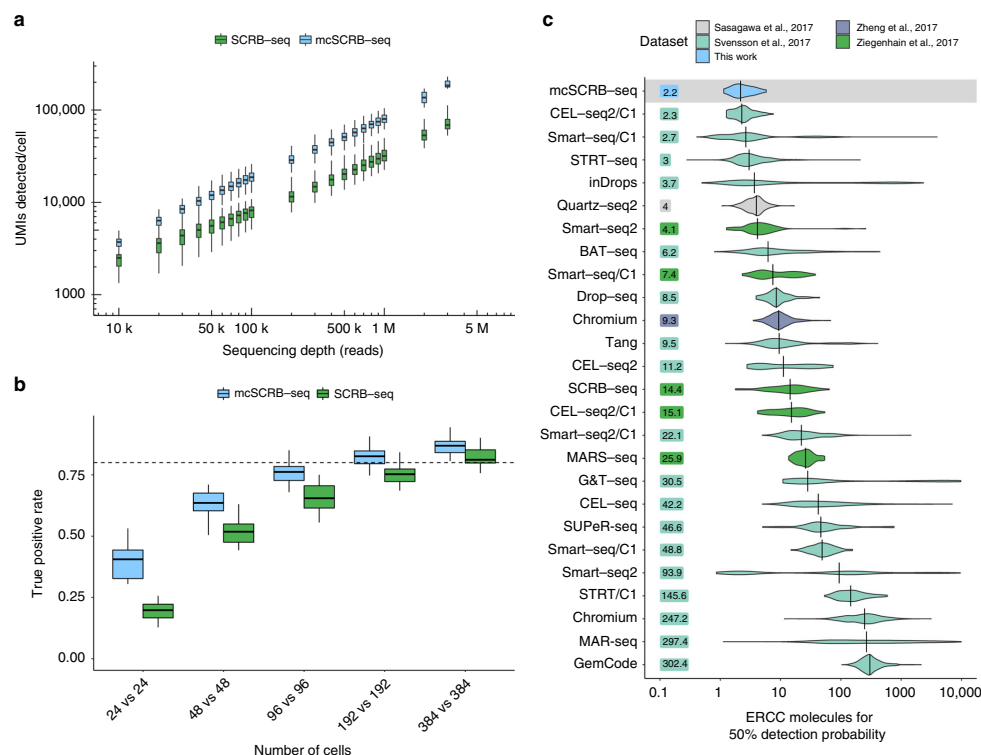 a
SCRB–seq mcSCRB–seq
UMIs detected/cell
100,000
10,000
1000
10 k 50 k 100 k 500 k 1 M 5 M
Sequencing depth (reads)
b
mcSCRB–seq SCRB–seq
True positive rate
0.75
0.50
0.25
0.00
24 vs 24
48 vs 48
96 vs 96
192 vs 192
384 vs 384
Number of cells
c
Dataset
Sasagawa et al., 2017 Zheng et al., 2017
Svensson et al., 2017 Ziegenhain et al., 2017
This work
mcSCRB–seq 2.2
CEL–seq2/C1 2.3
Smart–seq/C1 2.7
STRT–seq 3
inDrops 3.7
Quartz–seq2 4
Smart–seq2 4.1
BAT–seq 6.2
Smart–seq/C1 7.4
Drop–seq 8.5
Chromium 9.3
Tang 9.5
CEL–seq2 11.2
SCRB–seq 14.4
CEL–seq2/C1 15.1
Smart–seq2/C1 22.1
MARS–seq 25.9
G&T–seq 30.5
CEL–seq 42.2
SUPeR-seq 46.6
Smart–seq/C1 48.8
Smart–seq2 93.9
STRT/C1 145.6
Chromium 247.2
MAR-seq 297.4
GemCode 302.4
0.1 1 10 100 1000 10,000
ERCC molecules for
50% detection probability